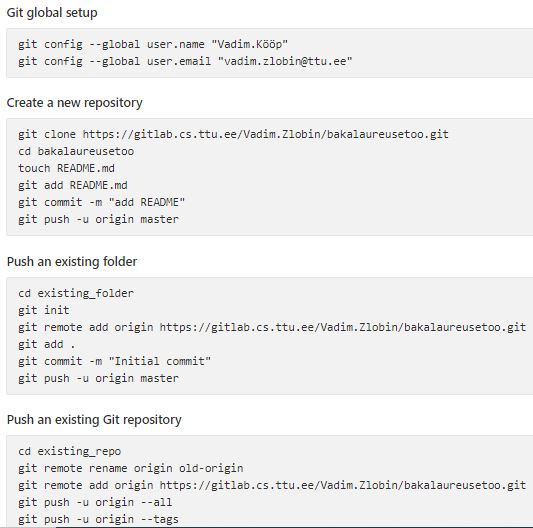 Git global setup
git config --global user.name "Vadim.Kööp"
git config --global user.email "vadim.zlobin@ttu.ee"
Create a new repository
git clone https://gitlab.cs.ttu.ee/Vadim.Zlobin/bakalaureusetoo.git
cd bakalaureusetoo
touch README.md
git add README.md
git commit -m "add README"
git push -u origin master
Push an existing folder
cd existing_folder
git init
git remote add origin https://gitlab.cs.ttu.ee/Vadim.Zlobin/bakalaureusetoo.git
git add .
git commit -m "Initial commit"
git push -u origin master
Push an existing Git repository
cd existing_repo
git remote rename origin old-origin
git remote add origin https://gitlab.cs.ttu.ee/Vadim.Zlobin/bakalaureusetoo.git
git push -u origin --all
git push -u origin --tags